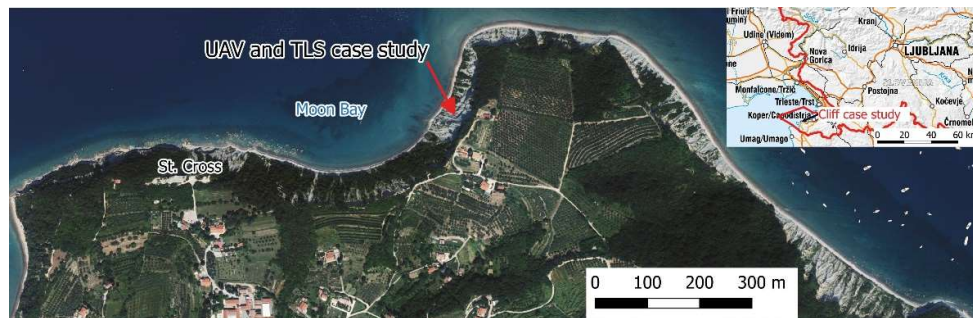 UAV and TLS case study
Moon Bay
St. Cross
0 100 200 300 m
Udine (Videm)
Kranj
Nova
Gorica
Idrija
LJUBLJANA
Monfalcone/Tržič
Postojna
SLOVENIJA
Trieste/Trst
Kočevje
Koper/Capodistria
Cliff case study
Črnomelj
Umag/Umago
0 20 40 60 km